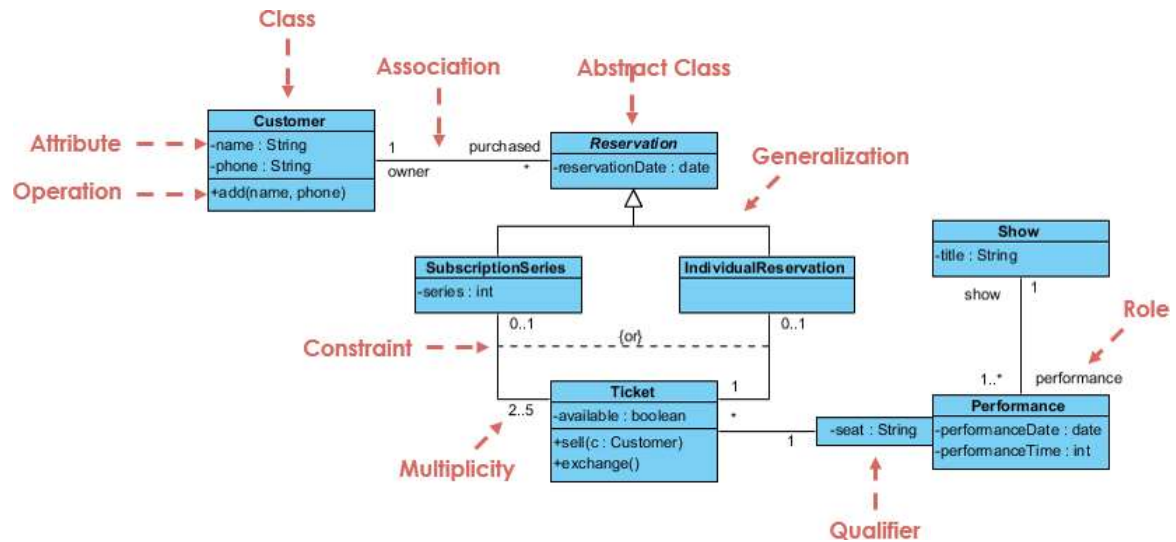 Class
Association
Abstract Class
Customer
Attribute
-name : String
-phone : String
Operation
+add(name, phone)
1
owner
purchased
*
Reservation
-reservationDate : date
Generalization
SubscriptionSeries
-series : int
IndividualReservation
Show
-title : String
show
1
Role
0..1
0..1
Constraint
{or}
1..*
performance
Ticket
-available : boolean
+sell(c : Customer)
+exchange()
2..5
1
*
1
Multiplicity
-seat : String
Performance
-performanceDate : date
-performanceTime : int
Qualifier